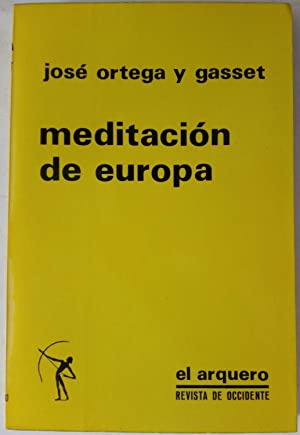 josé ortega y gasset
meditación
de europa
el arquero
REVISTA DE OCCIDENTE